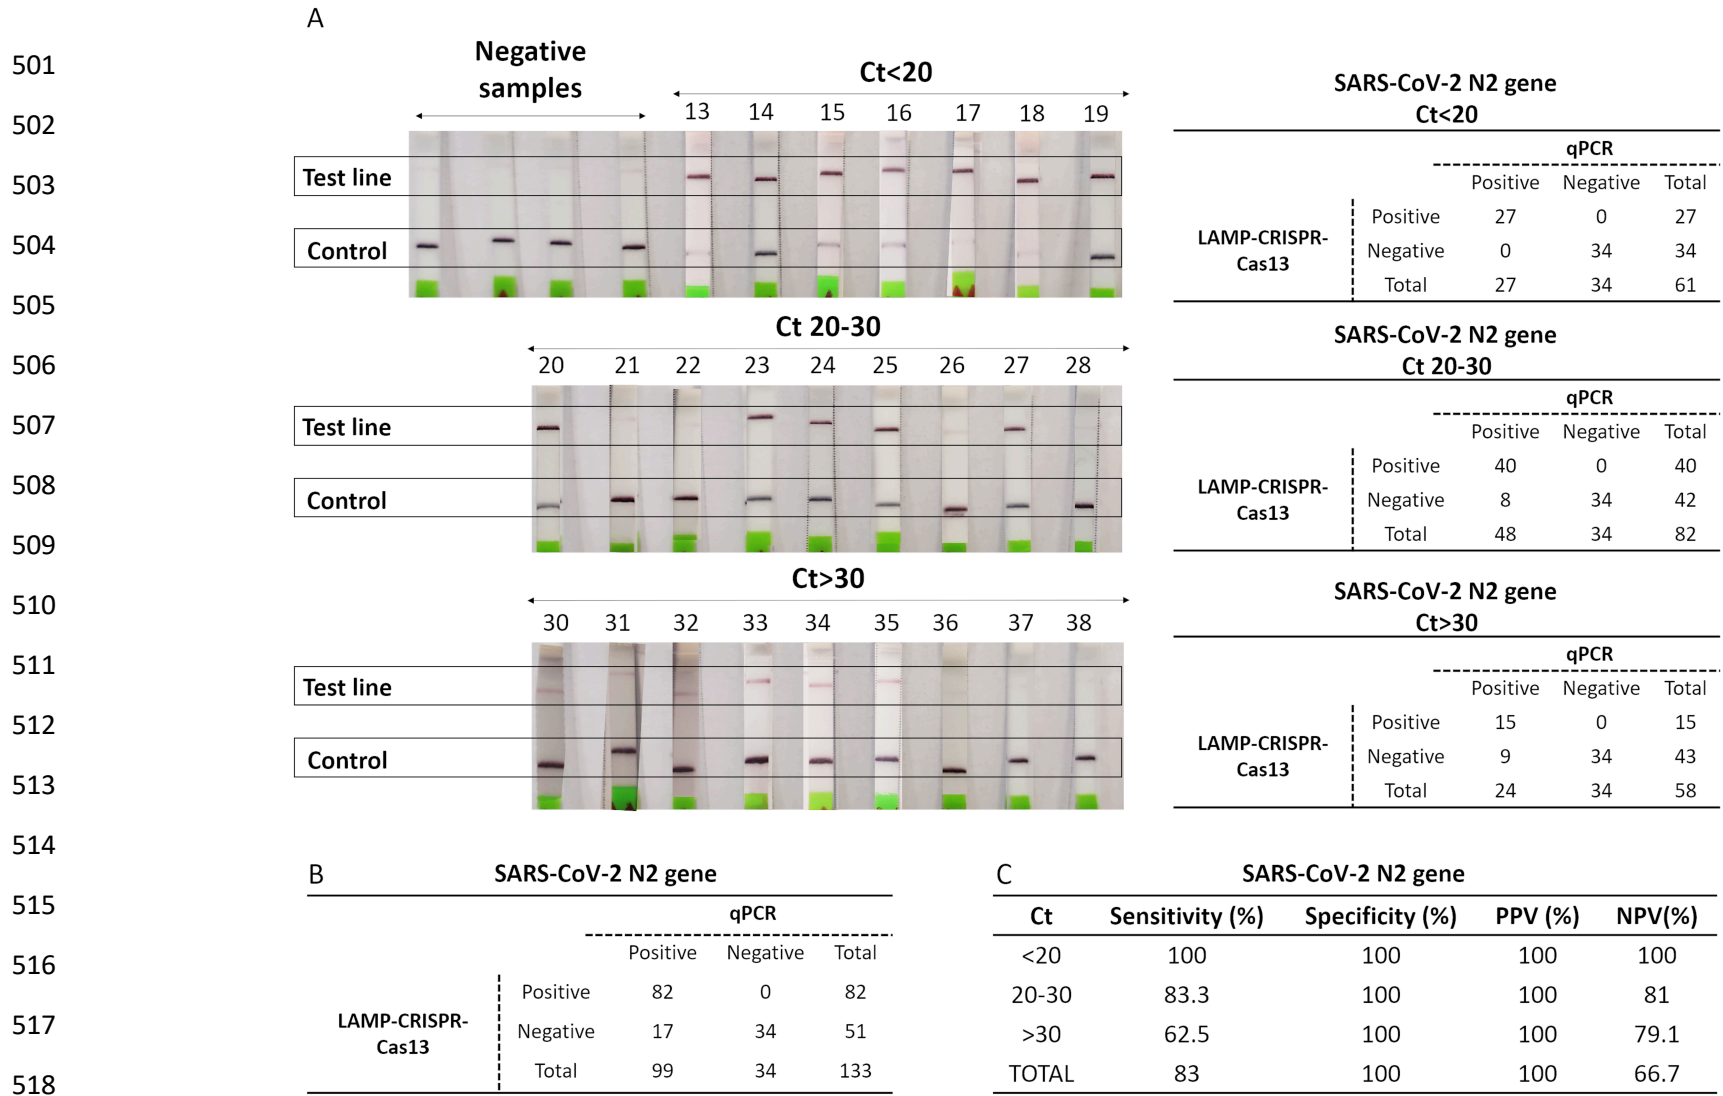 A
501
502
503
504
505
506
507
508
509
510
511
512
513
514
515
516
517
518
Negative
samples
Ct<20
13 14 15 16 17 18 19
Test line
Control
SARS-CoV-2 N2 gene
Ct<20
qPCR
Positive Negative Total
LAMP-CRISPR-
Cas13
Positive 27 0 27
Negative 0 34 34
Total 27 34 61
Ct 20-30
20 21 22 23 24 25 26 27 28
Test line
Control
SARS-CoV-2 N2 gene
Ct 20-30
qPCR
Positive Negative Total
LAMP-CRISPR-
Cas13
Positive 40 0 40
Negative 8 34 42
Total 48 34 82
Ct>30
30 31 32 33 34 35 36 37 38
Test line
Control
SARS-CoV-2 N2 gene
Ct>30
qPCR
Positive Negative Total
LAMP-CRISPR-
Cas13
Positive 15 0 15
Negative 9 34 43
Total 24 34 58
B
SARS-CoV-2 N2 gene
qPCR
Positive Negative Total
LAMP-CRISPR-
Cas13
Positive 82 0 82
Negative 17 34 51
Total 99 34 133
C
SARS-CoV-2 N2 gene
Ct Sensitivity (%) Specificity (%) PPV (%) NPV(%)
<20 100 100 100 100
20-30 83.3 100 100 81
>30 62.5 100 100 79.1
TOTAL 83 100 100 66.7